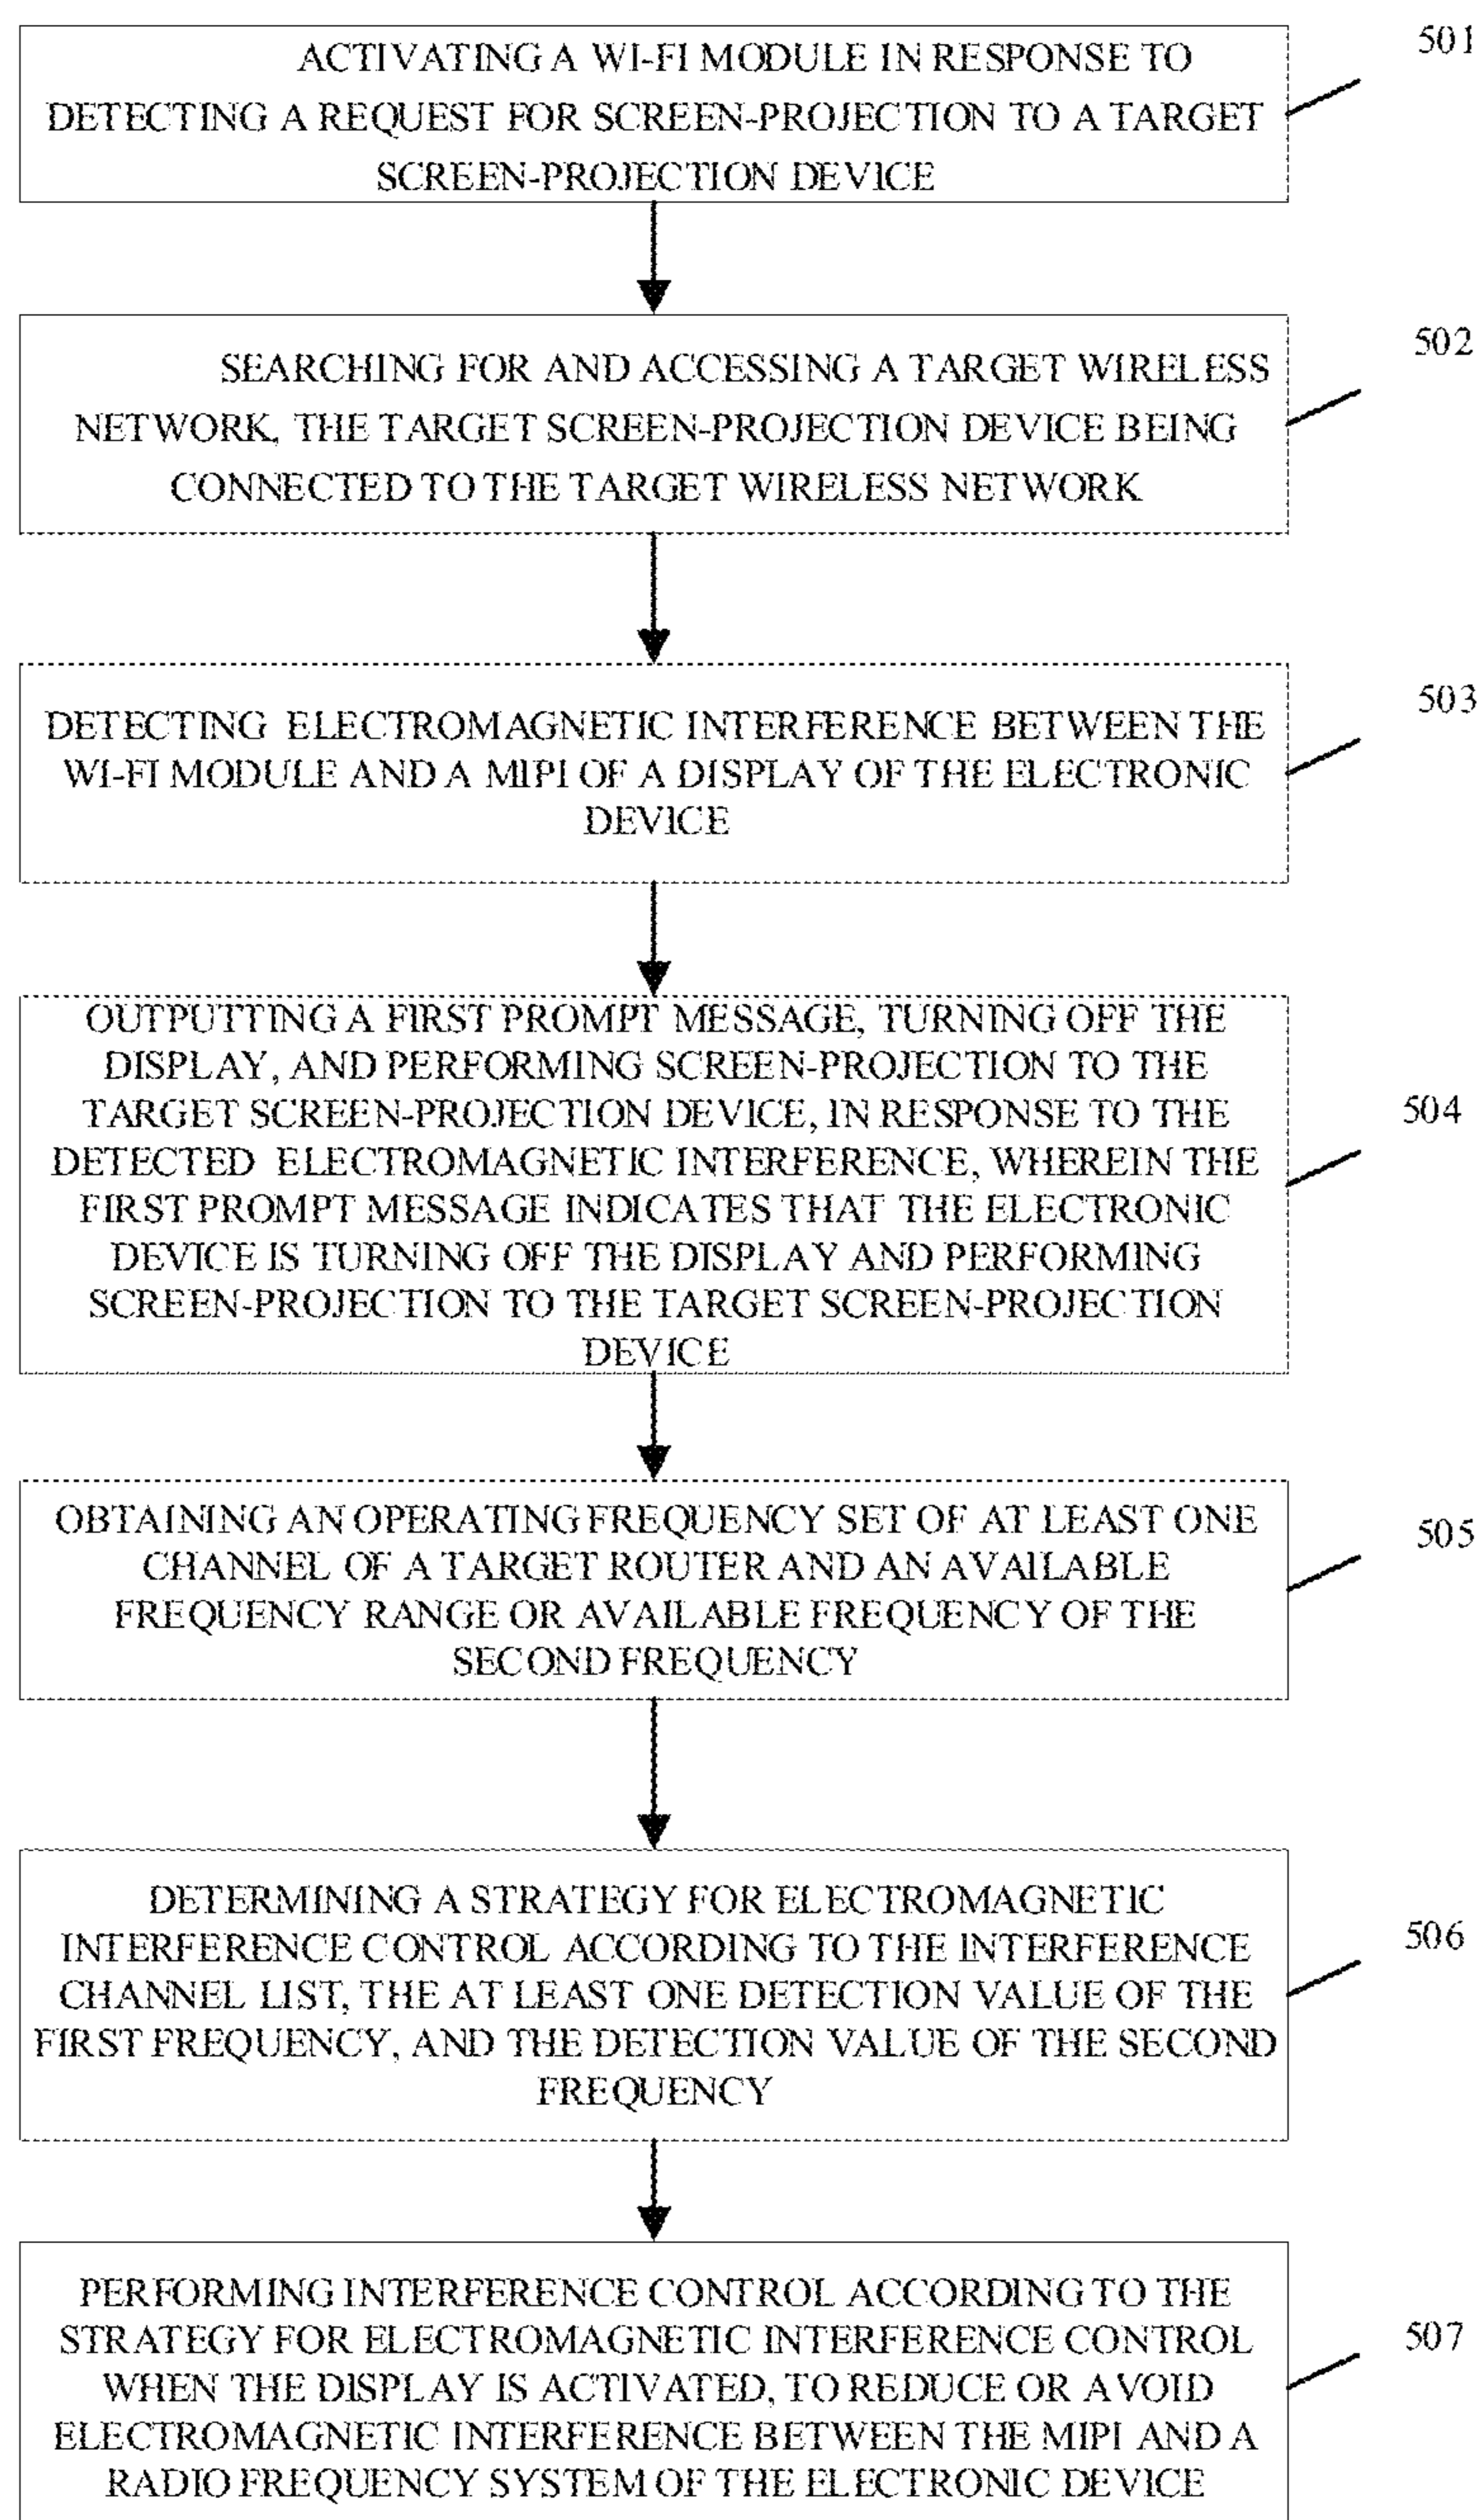 ACTIVATING A WI-FI MODULE IN RESPONSE TO
DETECTING A REQUEST FOR SCREEN-PROJECTION TO A TARGET
SCREEN-PROJECTION DEVICE
501
SEARCHING FOR AND ACCESSING A TARGET WIRELESS
NETWORK, THE TARGET SCREEN-PROJECTION DEVICE BEING
CONNECTED TO THE TARGET WIRELESS NETWORK
502
DETECTING ELECTROMAGNETIC INTERFERENCE BETWEEN THE
WI-FI MODULE AND A MIPI OF A DISPLAY OF THE ELECTRONIC
DEVICE
503
OUTPUTTING A FIRST PROMPT MESSAGE, TURNING OFF THE
DISPLAY, AND PERFORMING SCREEN-PROJECTION TO THE
TARGET SCREEN-PROJECTION DEVICE, IN RESPONSE TO THE
DETECTED ELECTROMAGNETIC INTERFERENCE, WHEREIN THE
FIRST PROMPT MESSAGE INDICATES THAT THE ELECTRONIC
DEVICE IS TURNING OFF THE DISPLAY AND PERFORMING
SCREEN-PROJECTION TO THE TARGET SCREEN-PROJECTION
DEVICE
504
OBTAINING AN OPERATING FREQUENCY SET OF AT LEAST ONE
CHANNEL OF A TARGET ROUTER AND AN AVAILABLE
FREQUENCY RANGE OR AVAILABLE FREQUENCY OF THE
SECOND FREQUENCY
505
DETERMINING A STRATEGY FOR ELECTROMAGNETIC
INTERFERENCE CONTROL ACCORDING TO THE INTERFERENCE
CHANNEL LIST, THE AT LEAST ONE DETECTION VALUE OF THE
FIRST FREQUENCY, AND THE DETECTION VALUE OF THE SECOND
FREQUENCY
506
PERFORMING INTERFERENCE CONTROL ACCORDING TO THE
STRATEGY FOR ELECTROMAGNETIC INTERFERENCE CONTROL
WHEN THE DISPLAY IS ACTIVATED, TO REDUCE OR AVOID
ELECTROMAGNETIC INTERFERENCE BETWEEN THE MIPI AND A
RADIO FREQUENCY SYSTEM OF THE ELECTRONIC DEVICE
507